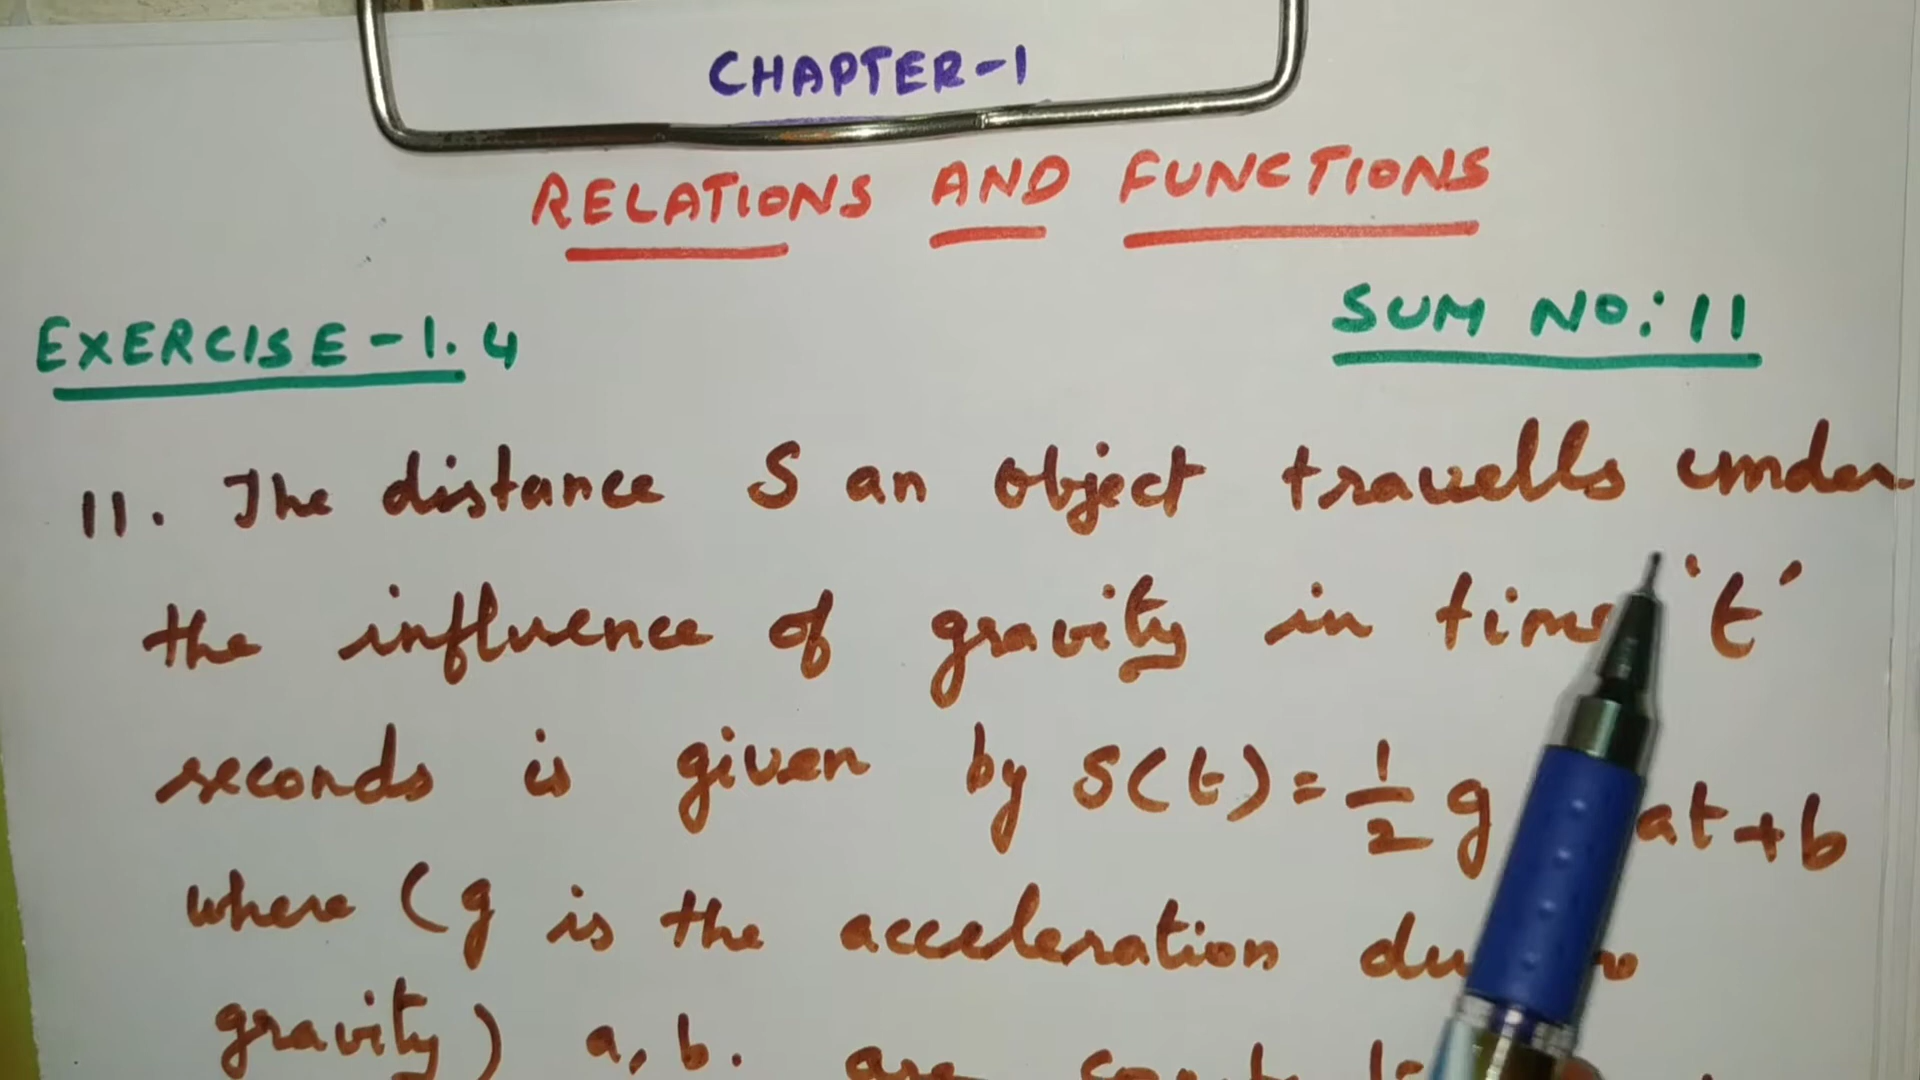 CHAPTER-1
RELATIONS AND FUNCTIONS
EXERCISE-1.4
SUM NO: 11
11. The distance S an object travells under
the influence of gravity in time 't'
seconds is given by S(t) = 1/2 g at + b
where (g is the acceleration
gravity) a, b. are